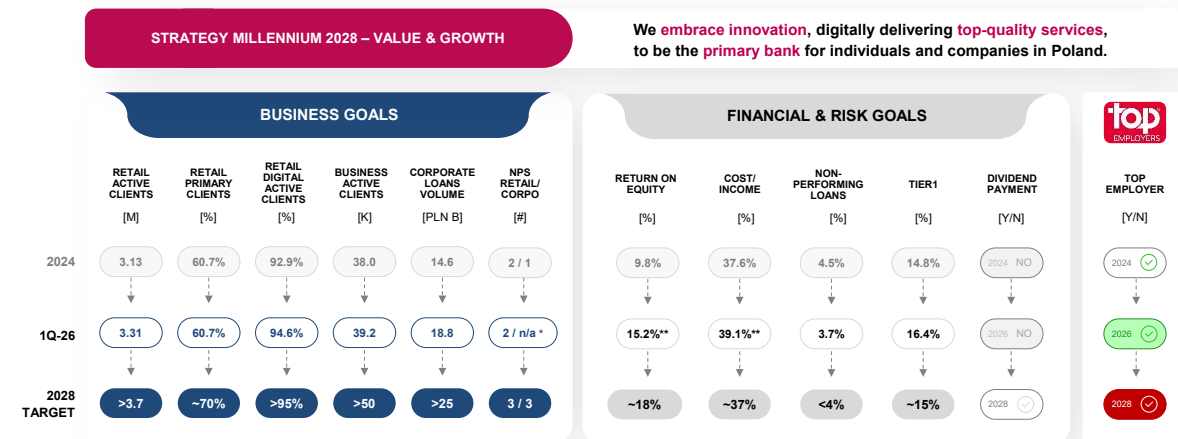 STRATEGY MILLENNIUM 2028 – VALUE & GROWTH
We embrace innovation, digitally delivering top-quality services,
to be the primary bank for individuals and companies in Poland.
BUSINESS GOALS
FINANCIAL & RISK GOALS
top
EMPLOYERS
RETAIL
ACTIVE
CLIENTS
[M]
RETAIL
PRIMARY
CLIENTS
[%]
RETAIL
DIGITAL
ACTIVE
CLIENTS
[%]
BUSINESS
ACTIVE
CLIENTS
[K]
CORPORATE
LOANS
VOLUME
[PLN B]
NPS
RETAIL/
CORPO
[#]
RETURN ON
EQUITY
[%]
COST/
INCOME
[%]
NON-
PERFORMING
LOANS
[%]
TIER1
[%]
DIVIDEND
PAYMENT
[Y/N]
TOP
EMPLOYER
[Y/N]
2024 3.13 60.7% 92.9% 38.0 14.6 2 / 1 9.8% 37.6% 4.5% 14.8% 2024 NO 2024
1Q-26 3.31 60.7% 94.6% 39.2 18.8 2 / n/a * 15.2%** 39.1%** 3.7% 16.4% 2026 NO 2026
2028
TARGET
>3.7 ~70% >95% >50 >25 3 / 3 ~18% ~37% <4% ~15% 2028 2028